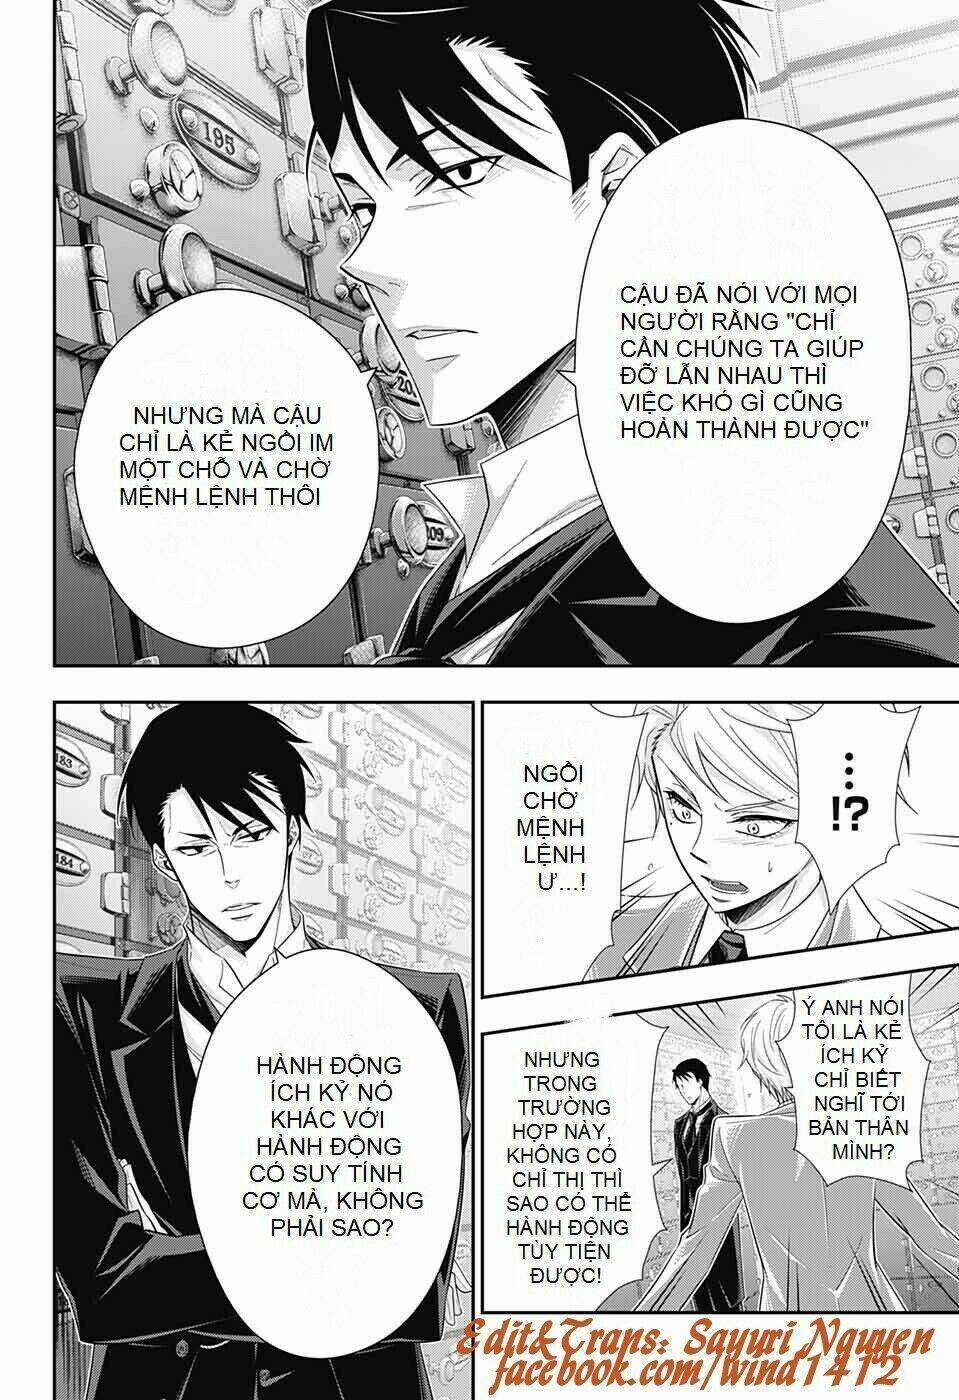 195
CẬU ĐÃ NÓI VỚI MỌI
NGƯỜI RẰNG "CHỈ
CẦN CHÚNG TA GIÚP
ĐỠ LẪN NHAU THÌ
VIỆC KHÓ GÌ CŨNG
HOÀN THÀNH ĐƯỢC"
NHƯNG MÀ CẬU
CHỈ LÀ KẺ NGỒI IM
MỘT CHỖ VÀ CHỜ
MỆNH LỆNH THÔI
209
...
!?
NGỒI
CHỜ
MỆNH
LỆNH
Ư...!
Ý ANH NÓI
TÔI LÀ KẺ
ÍCH KỶ
CHỈ BIẾT
NGHĨ TỚI
BẢN THÂN
MÌNH?
NHƯNG
TRONG
TRƯỜNG
HỢP NÀY,
KHÔNG CÓ
CHỈ THỊ THÌ
SAO CÓ THỂ
HÀNH ĐỘNG
TÙY TIỆN
ĐƯỢC!
183
184
HÀNH ĐỘNG
ÍCH KỶ NÓ
KHÁC VỚI
HÀNH ĐỘNG
CÓ SUY TÍNH
CƠ MÀ, KHÔNG
PHẢI SAO?
Edit&Trans: Sayuri Nguyen
facebook.com/wind1412